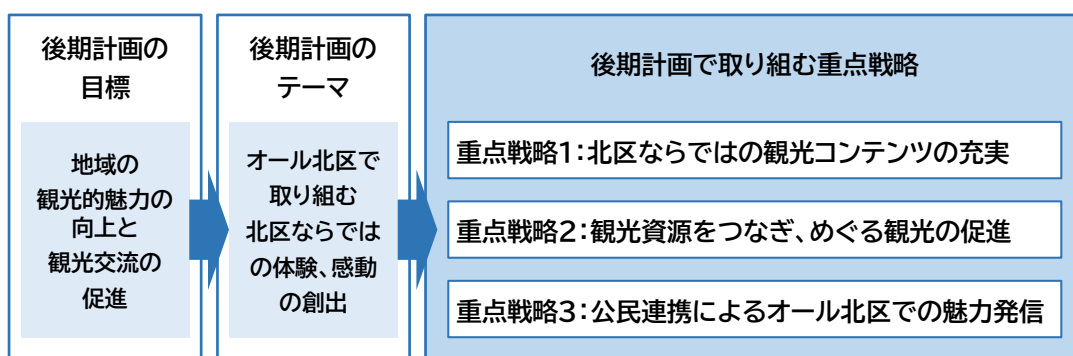 後期計画の
目標
地域の
観光的魅力の
向上と
観光交流の
促進
後期計画の
テーマ
オール北区で
取り組む
北区ならでは
の体験、感動
の創出
後期計画で取り組む重点戦略
重点戦略1:北区ならではの観光コンテンツの充実
重点戦略2:観光資源をつなぎ、めぐる観光の促進
重点戦略3:公民連携によるオール北区での魅力発信